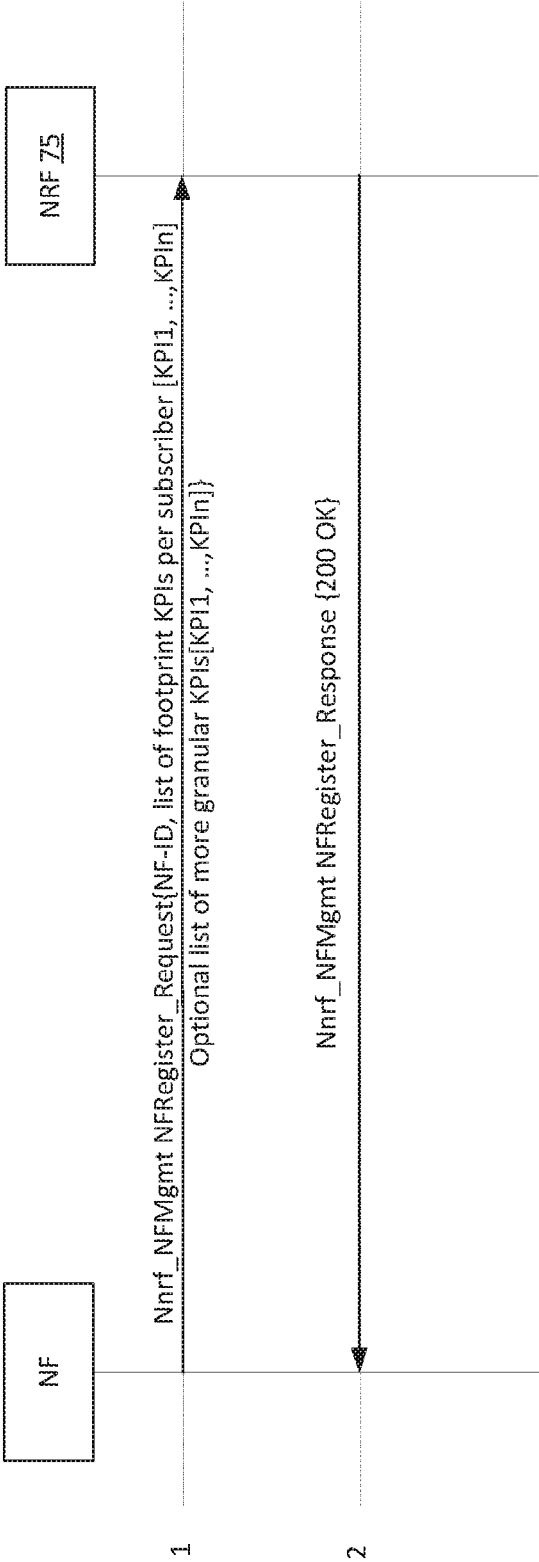 NF
NRF 75
1
Nnrf_NFMgmt NFRegister_Request{NF-ID, list of footprint KPIs per subscriber [KPI1, ...,KPIn]
Optional list of more granular KPIs[KPI1, ...,KPIn]}
Nnrf_NFMgmt NFRegister_Response {200 OK}
2